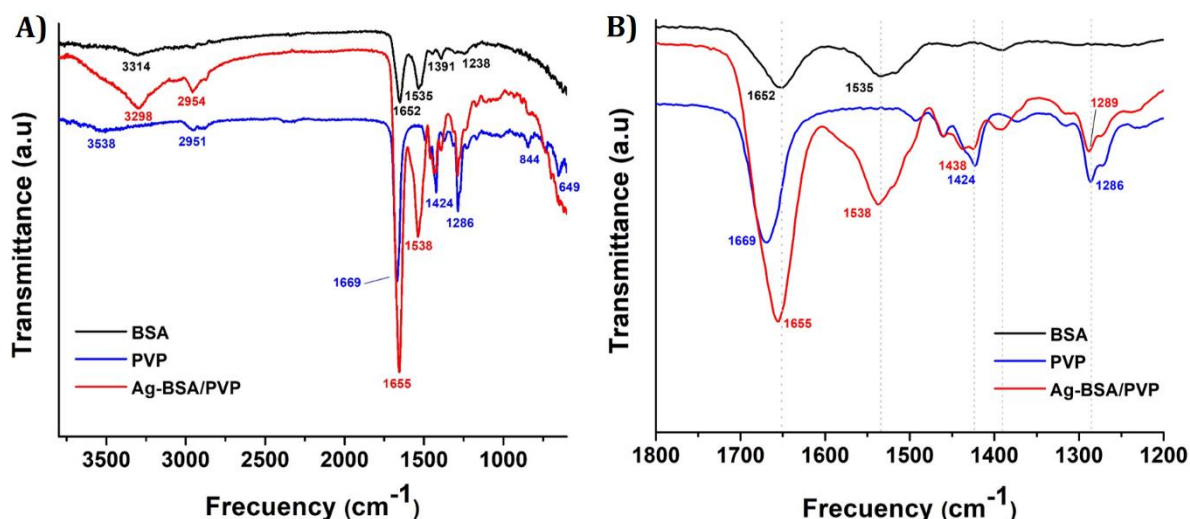 A)
Transmittance (a.u)
3314
1391
1238
2954
1652
1535
3298
3538
2951
844
1424
649
1286
1538
1669
BSA
PVP
Ag-BSA/PVP
1655
3500 3000 2500 2000 1500 1000
Frecuency (cm-1)
B)
Transmittance (a.u)
1652
1535
1289
1438
1424
1286
1538
1669
1655
BSA
PVP
Ag-BSA/PVP
1800 1700 1600 1500 1400 1300 1200
Frecuency (cm-1)